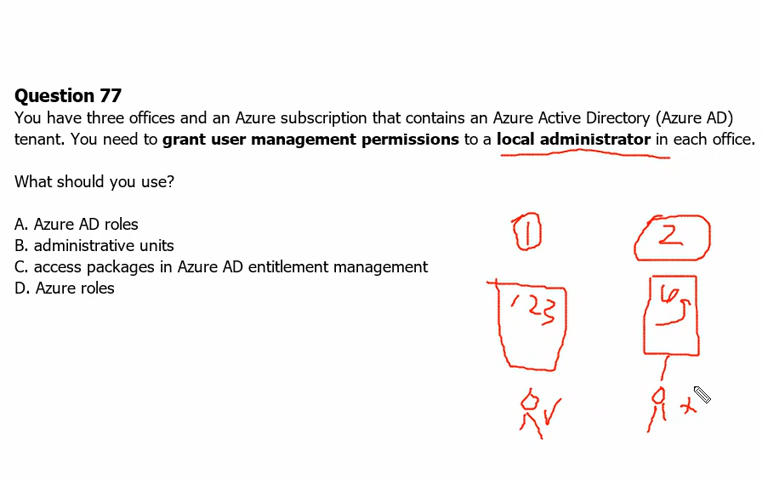 Question 77
You have three offices and an Azure subscription that contains an Azure Active Directory (Azure AD)
tenant. You need to grant user management permissions to a local administrator in each office.
What should you use?
A. Azure AD roles
B. administrative units
C. access packages in Azure AD entitlement management
D. Azure roles
1
2
123